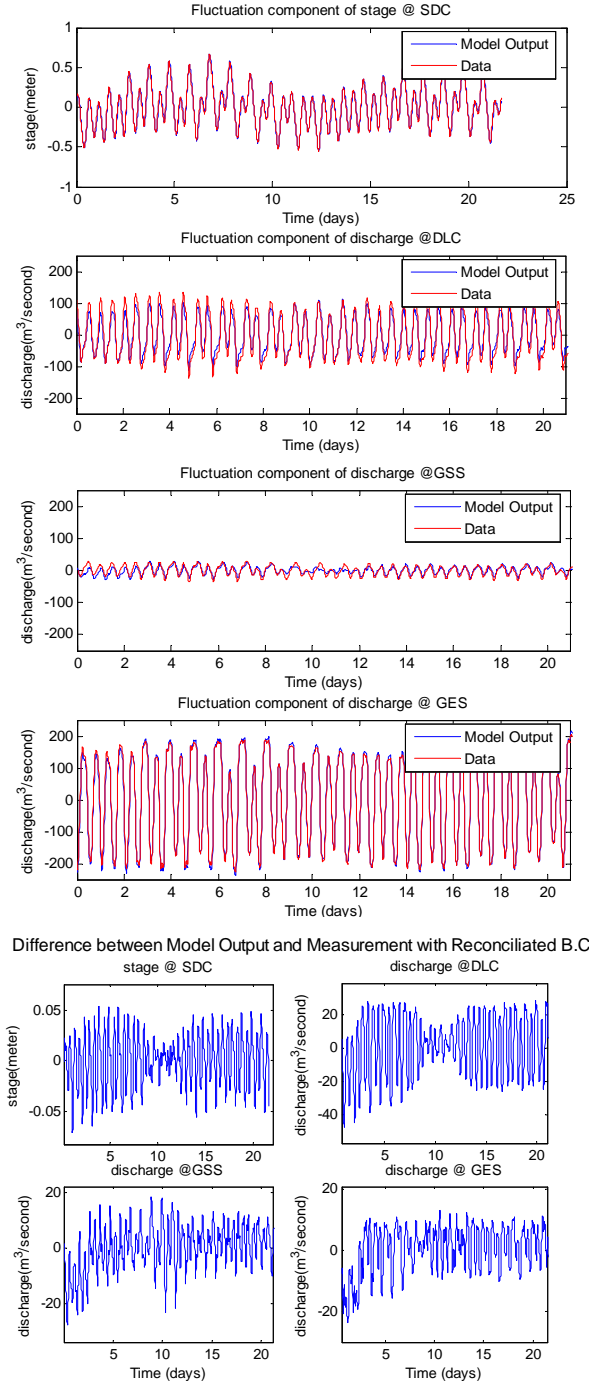 Fluctuation component of stage @ SDC
1
0.5
0
-0.5
-1
stage(meter)
Model Output
Data
0 5 10 15 20 25
Time (days)
Fluctuation component of discharge @DLC
200
100
0
-100
-200
discharge(m³/second)
Model Output
Data
0 2 4 6 8 10 12 14 16 18 20
Time (days)
Fluctuation component of discharge @GSS
200
100
0
-100
-200
discharge(m³/second)
Model Output
Data
0 2 4 6 8 10 12 14 16 18 20
Time (days)
Fluctuation component of discharge @ GES
200
100
0
-100
-200
discharge(m³/second)
Model Output
Data
0 2 4 6 8 10 12 14 16 18 20
Time (days)
Difference between Model Output and Measurement with Reconciliated B.C
stage @ SDC
0.05
0
-0.05
stage(meter)
5 10 15 20
discharge @DLC
20
0
-20
-40
discharge(m³/second)
5 10 15 20
discharge @GSS
20
0
-20
discharge(m³/second)
5 10 15 20
Time (days)
discharge @ GES
20
0
-20
discharge(m³/second)
5 10 15 20
Time (days)